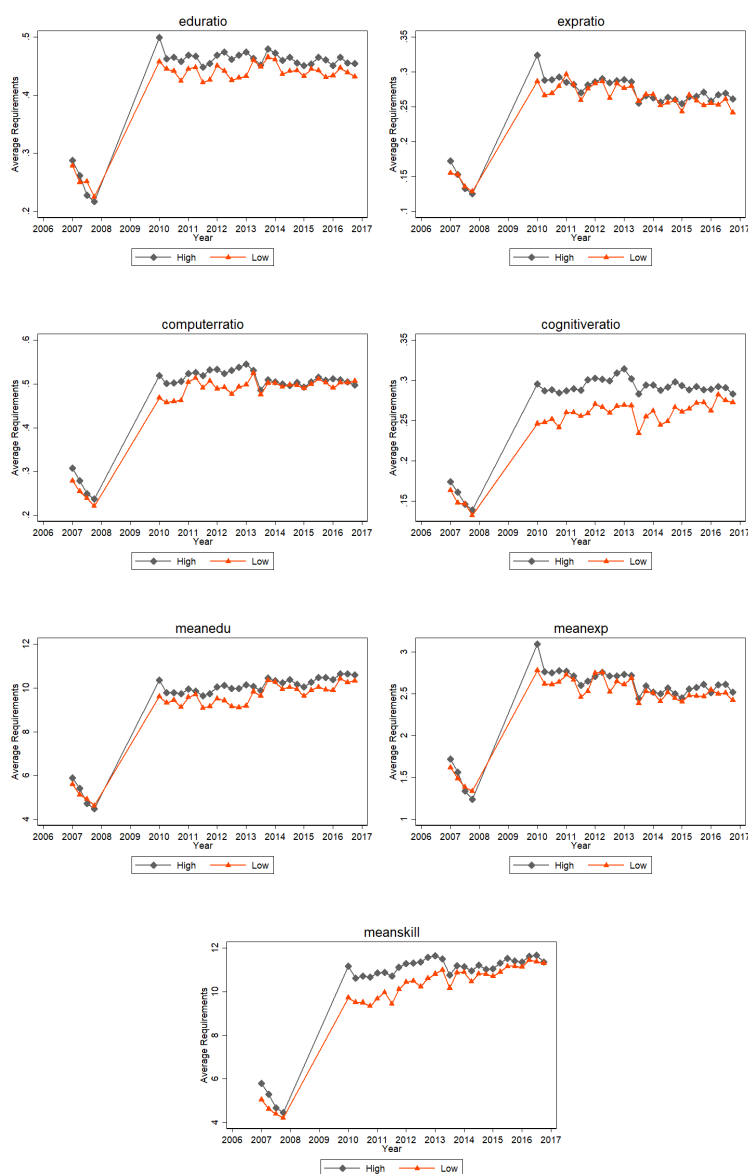 eduratio
Average Requirements
.5
.4
.3
.2
2006 2007 2008 2009 2010 2011 2012 2013 2014 2015 2016 2017
Year
High Low
expratio
Average Requirements
.35
.3
.25
.2
.15
.1
2006 2007 2008 2009 2010 2011 2012 2013 2014 2015 2016 2017
Year
High Low
computerratio
Average Requirements
.6
.5
.4
.3
.2
2006 2007 2008 2009 2010 2011 2012 2013 2014 2015 2016 2017
Year
High Low
cognitiveratio
Average Requirements
.35
.3
.25
.2
.15
2006 2007 2008 2009 2010 2011 2012 2013 2014 2015 2016 2017
Year
High Low
meanedu
Average Requirements
12
10
8
6
4
2006 2007 2008 2009 2010 2011 2012 2013 2014 2015 2016 2017
Year
High Low
meanexp
Average Requirements
3
2.5
2
1.5
1
2006 2007 2008 2009 2010 2011 2012 2013 2014 2015 2016 2017
Year
High Low
meanskill
Average Requirements
12
10
8
6
4
2006 2007 2008 2009 2010 2011 2012 2013 2014 2015 2016 2017
Year
High Low